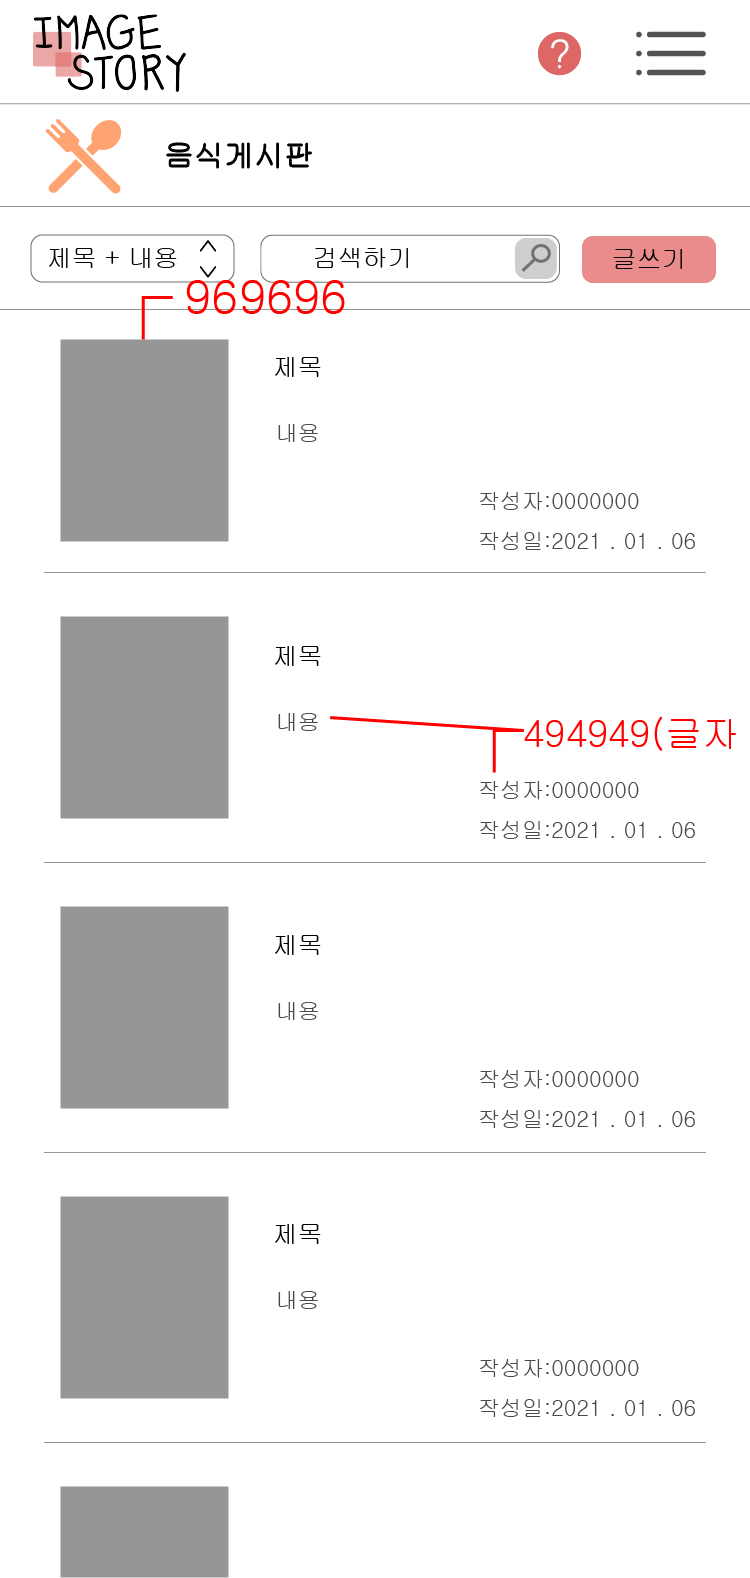 IMAGE
STORY
?
음식게시판
제목 + 내용
검색하기
글쓰기
969696
제목
내용
작성자:0000000
작성일:2021 . 01 . 06
제목
내용
494949(글자
작성자:0000000
작성일:2021 . 01 . 06
제목
내용
작성자:0000000
작성일:2021 . 01 . 06
제목
내용
작성자:0000000
작성일:2021 . 01 . 06